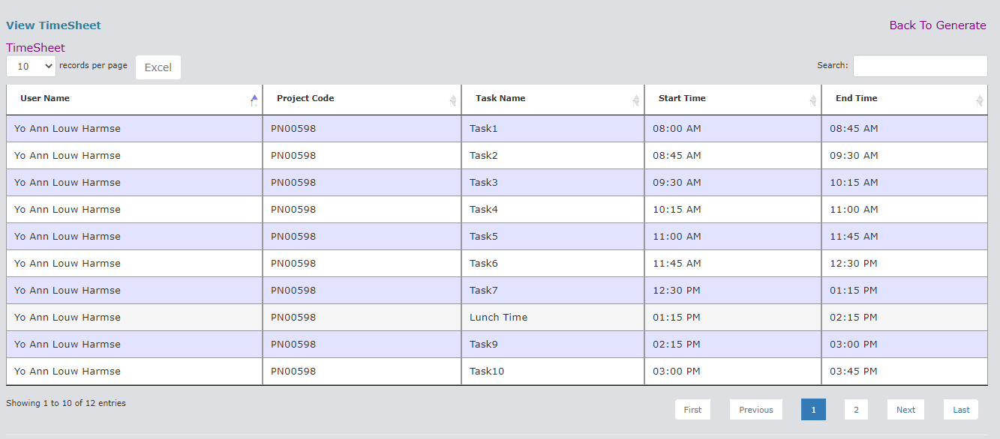 View TimeSheet
Back To Generate
TimeSheet
10 records per page Excel
Search:
User Name Project Code Task Name Start Time End Time
Yo Ann Louw Harmse PN00598 Task1 08:00 AM 08:45 AM
Yo Ann Louw Harmse PN00598 Task2 08:45 AM 09:30 AM
Yo Ann Louw Harmse PN00598 Task3 09:30 AM 10:15 AM
Yo Ann Louw Harmse PN00598 Task4 10:15 AM 11:00 AM
Yo Ann Louw Harmse PN00598 Task5 11:00 AM 11:45 AM
Yo Ann Louw Harmse PN00598 Task6 11:45 AM 12:30 PM
Yo Ann Louw Harmse PN00598 Task7 12:30 PM 01:15 PM
Yo Ann Louw Harmse PN00598 Lunch Time 01:15 PM 02:15 PM
Yo Ann Louw Harmse PN00598 Task9 02:15 PM 03:00 PM
Yo Ann Louw Harmse PN00598 Task10 03:00 PM 03:45 PM
Showing 1 to 10 of 12 entries
First Previous 1 2 Next Last